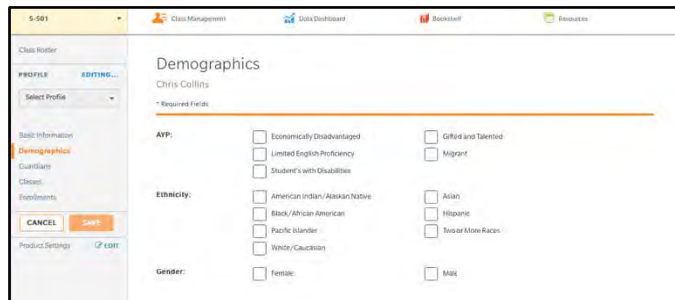 S-501
Class Management
Data Dashboard
Bookshelf
Resources
Class Roster
PROFILE EDITING...
Select Profile
Basic Information
Demographics
Guardians
Classes
Enrollments
CANCEL SAVE
Product Settings EDIT
Demographics
Chris Collins
* Required Fields
AYP:
Economically Disadvantaged
Gifted and Talented
Limited English Proficiency
Migrant
Student's with Disabilities
Ethnicity:
American Indian/Alaskan Native
Asian
Black/African American
Hispanic
Pacific Islander
Two or More Races
White/Caucasian
Gender:
Female
Male